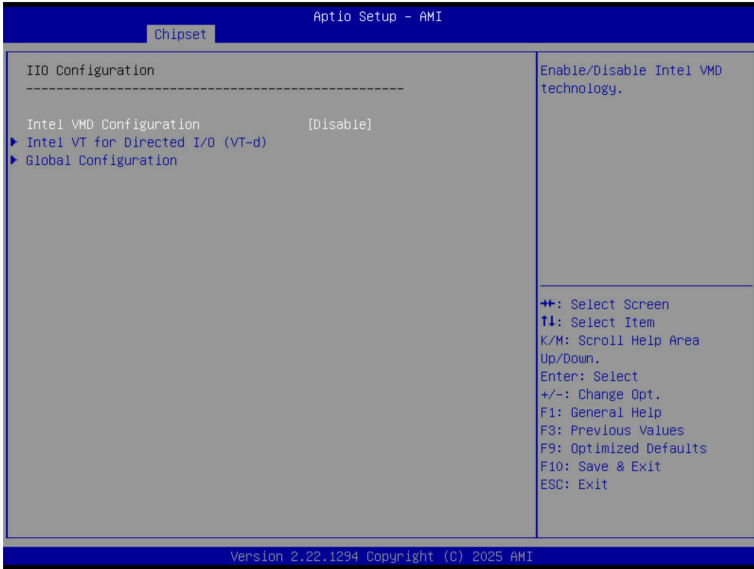 Aptio Setup – AMI
Chipset
IIO Configuration
----------------------------------------------------
Intel VMD Configuration [Disable]
Intel VT for Directed I/O (VT-d)
Global Configuration
Enable/Disable Intel VMD
technology.
→←: Select Screen
↑↓: Select Item
K/M: Scroll Help Area
Up/Down.
Enter: Select
+/-: Change Opt.
F1: General Help
F3: Previous Values
F9: Optimized Defaults
F10: Save & Exit
ESC: Exit
Version 2.22.1294 Copyright (C) 2025 AMI